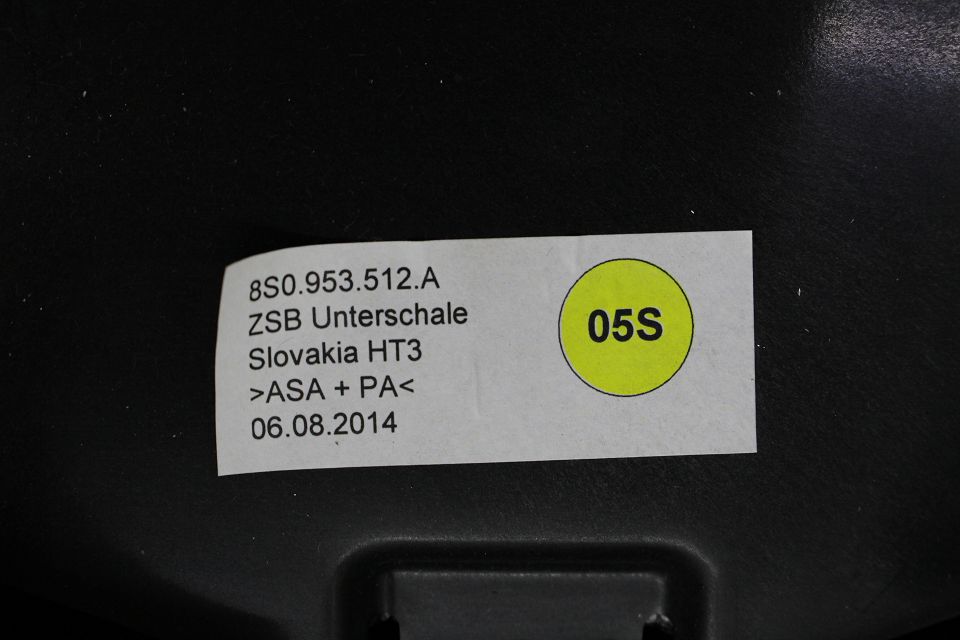 8S0.953.512.A
ZSB Unterschale
Slovakia HT3
>ASA + PA<
06.08.2014
05S